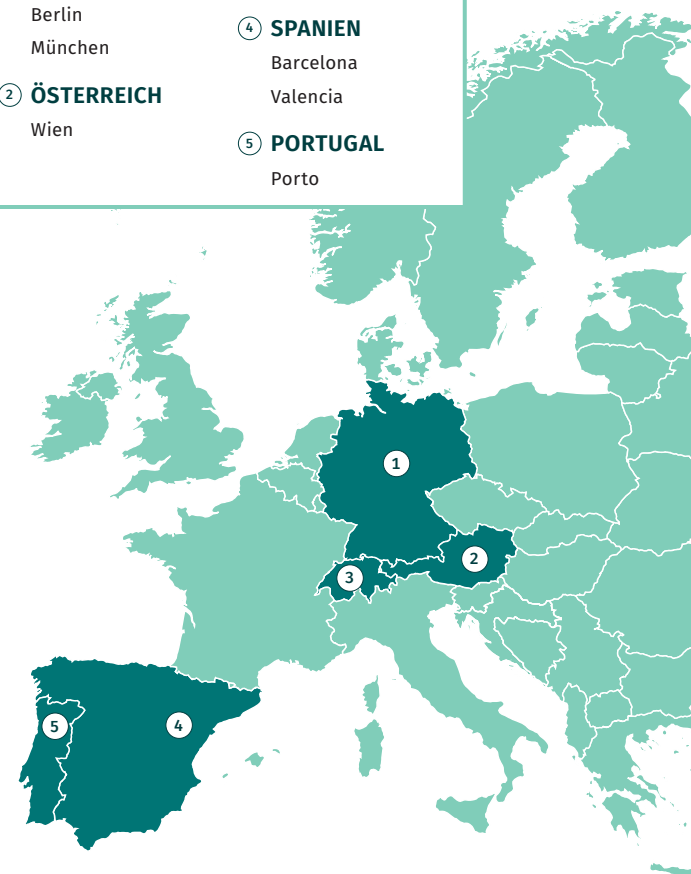 Berlin
München
2 ÖSTERREICH
Wien
4 SPANIEN
Barcelona
Valencia
5 PORTUGAL
Porto
1
2
3
4
5